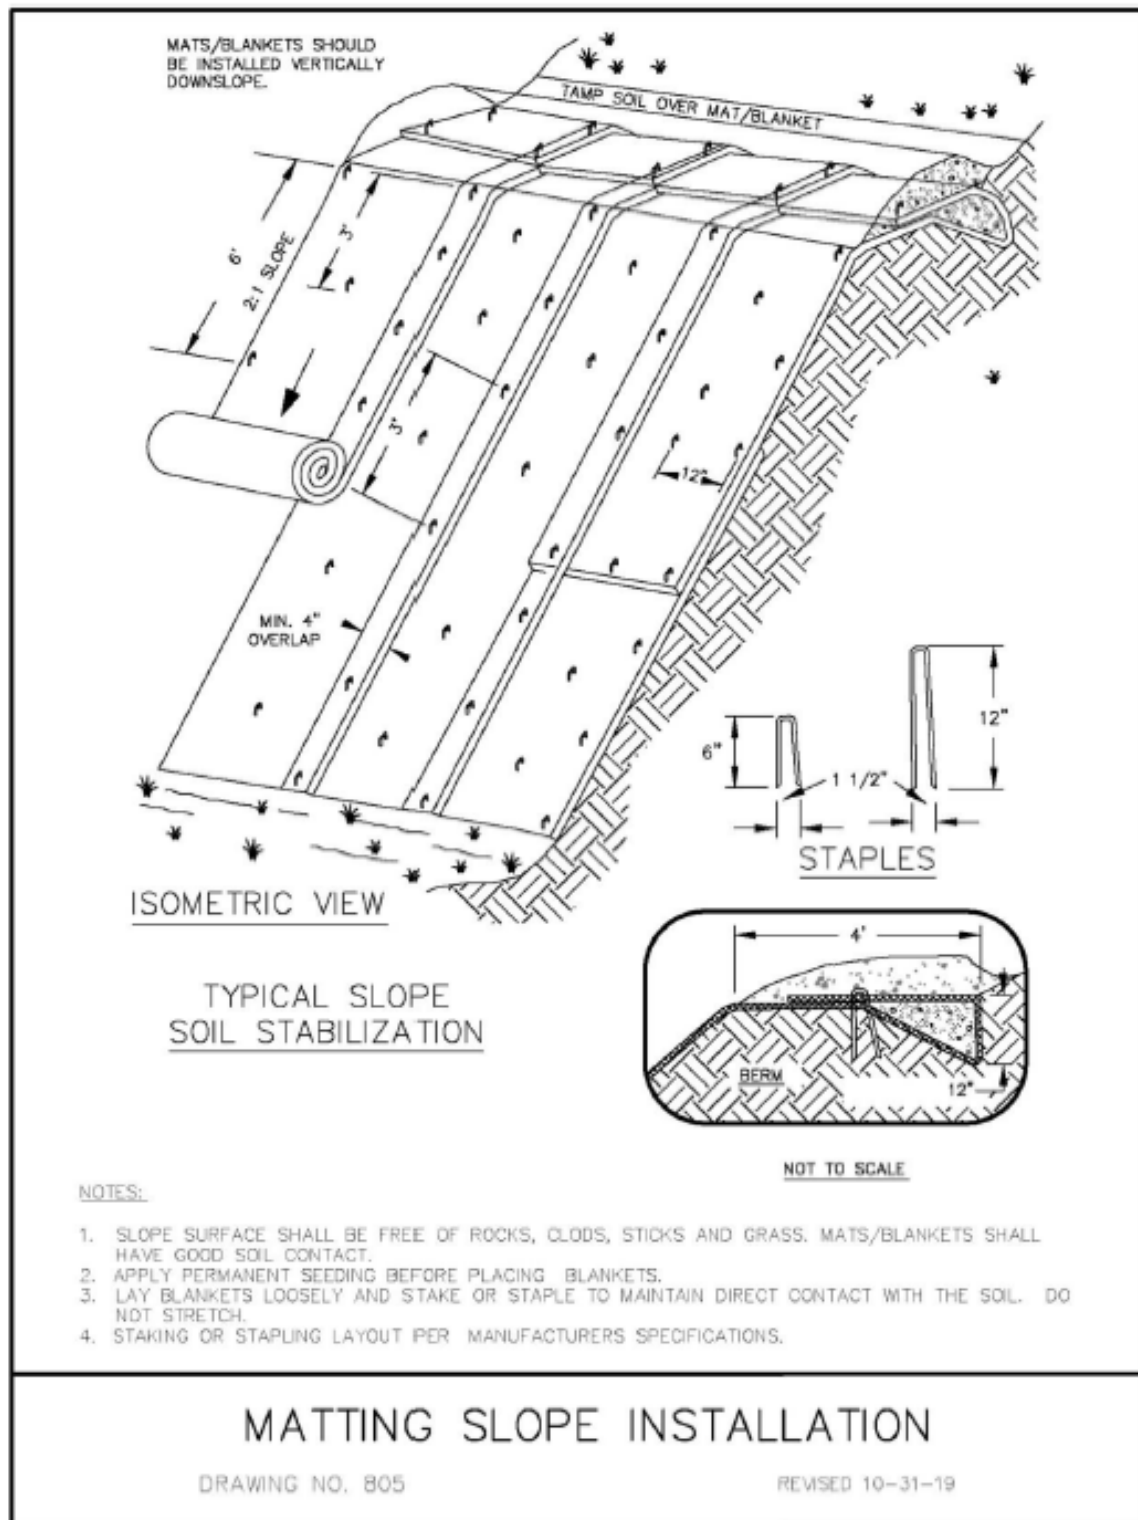 MATS/BLANKETS SHOULD
BE INSTALLED VERTICALLY
DOWNSLOPE.
TAMP SOIL OVER MAT/BLANKET
6'
2:1 SLOPE
3'
3'
12"
MIN. 4"
OVERLAP
6"
12"
1 1/2"
STAPLES
ISOMETRIC VIEW
TYPICAL SLOPE
SOIL STABILIZATION
4'
BERM
12"
NOT TO SCALE
NOTES:
1. SLOPE SURFACE SHALL BE FREE OF ROCKS, CLODS, STICKS AND GRASS. MATS/BLANKETS SHALL
HAVE GOOD SOIL CONTACT.
2. APPLY PERMANENT SEEDING BEFORE PLACING BLANKETS.
3. LAY BLANKETS LOOSELY AND STAKE OR STAPLE TO MAINTAIN DIRECT CONTACT WITH THE SOIL. DO
NOT STRETCH.
4. STAKING OR STAPLING LAYOUT PER MANUFACTURERS SPECIFICATIONS.
MATTING SLOPE INSTALLATION
DRAWING NO. 805
REVISED 10-31-19